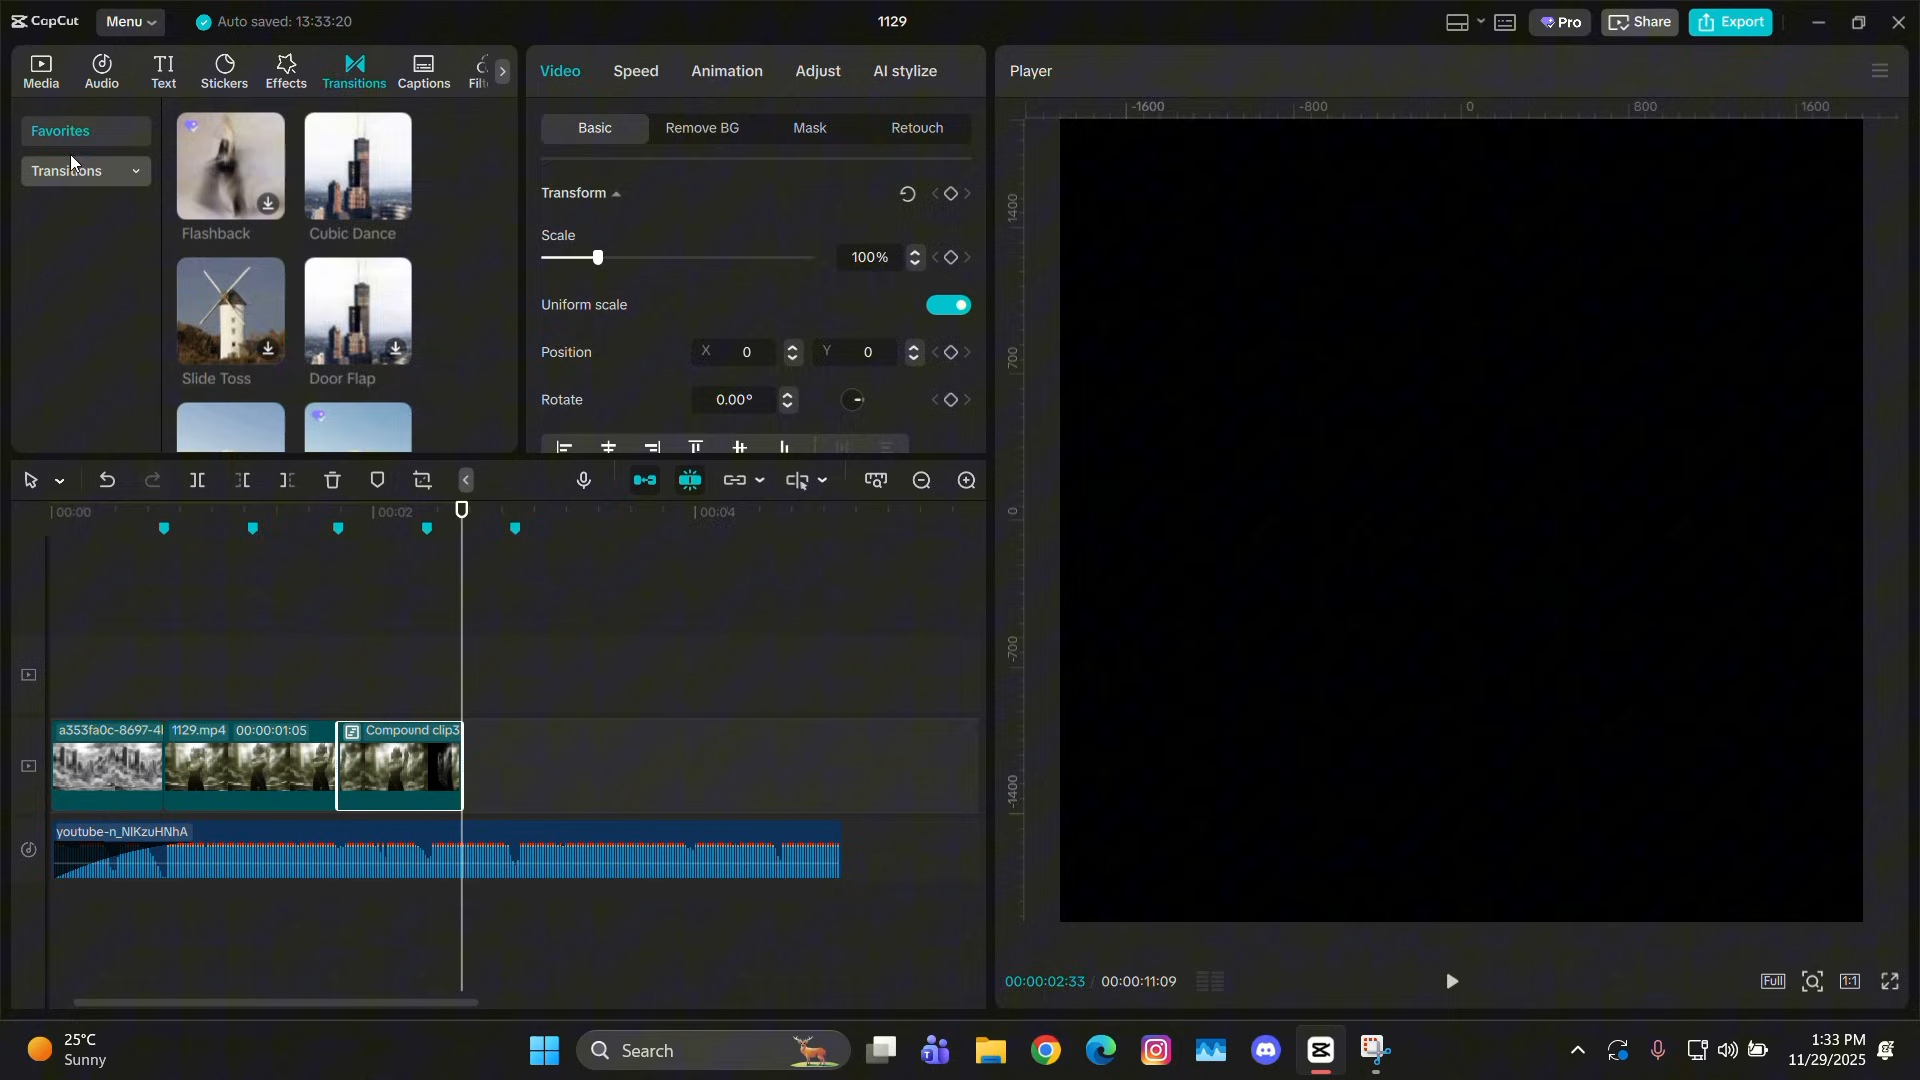 CapCut Menu Auto saved: 13:33:20 1129 Pro Share Export
Media Audio Text Stickers Effects Transitions Captions
Favorites
Transitions
Flashback Cubic Dance
Slide Toss Door Flap
Video Speed Animation Adjust AI stylize
Basic Remove BG Mask Retouch
Transform
Scale
100%
Uniform scale
Position X 0 Y 0
Rotate 0.00°
Player
-1600 -800 0 800 1600
1400
700
0
-700
-1400
00:00 00:02 00:04
a353fa0c-8697-4 1129.mp4 00:00:01:05 Compound clip3
youtube-n_NlKzuHNhA
00:00:02:33 / 00:00:11:09 Full 1:1
25°C
Sunny
Search
1:33 PM
11/29/2025